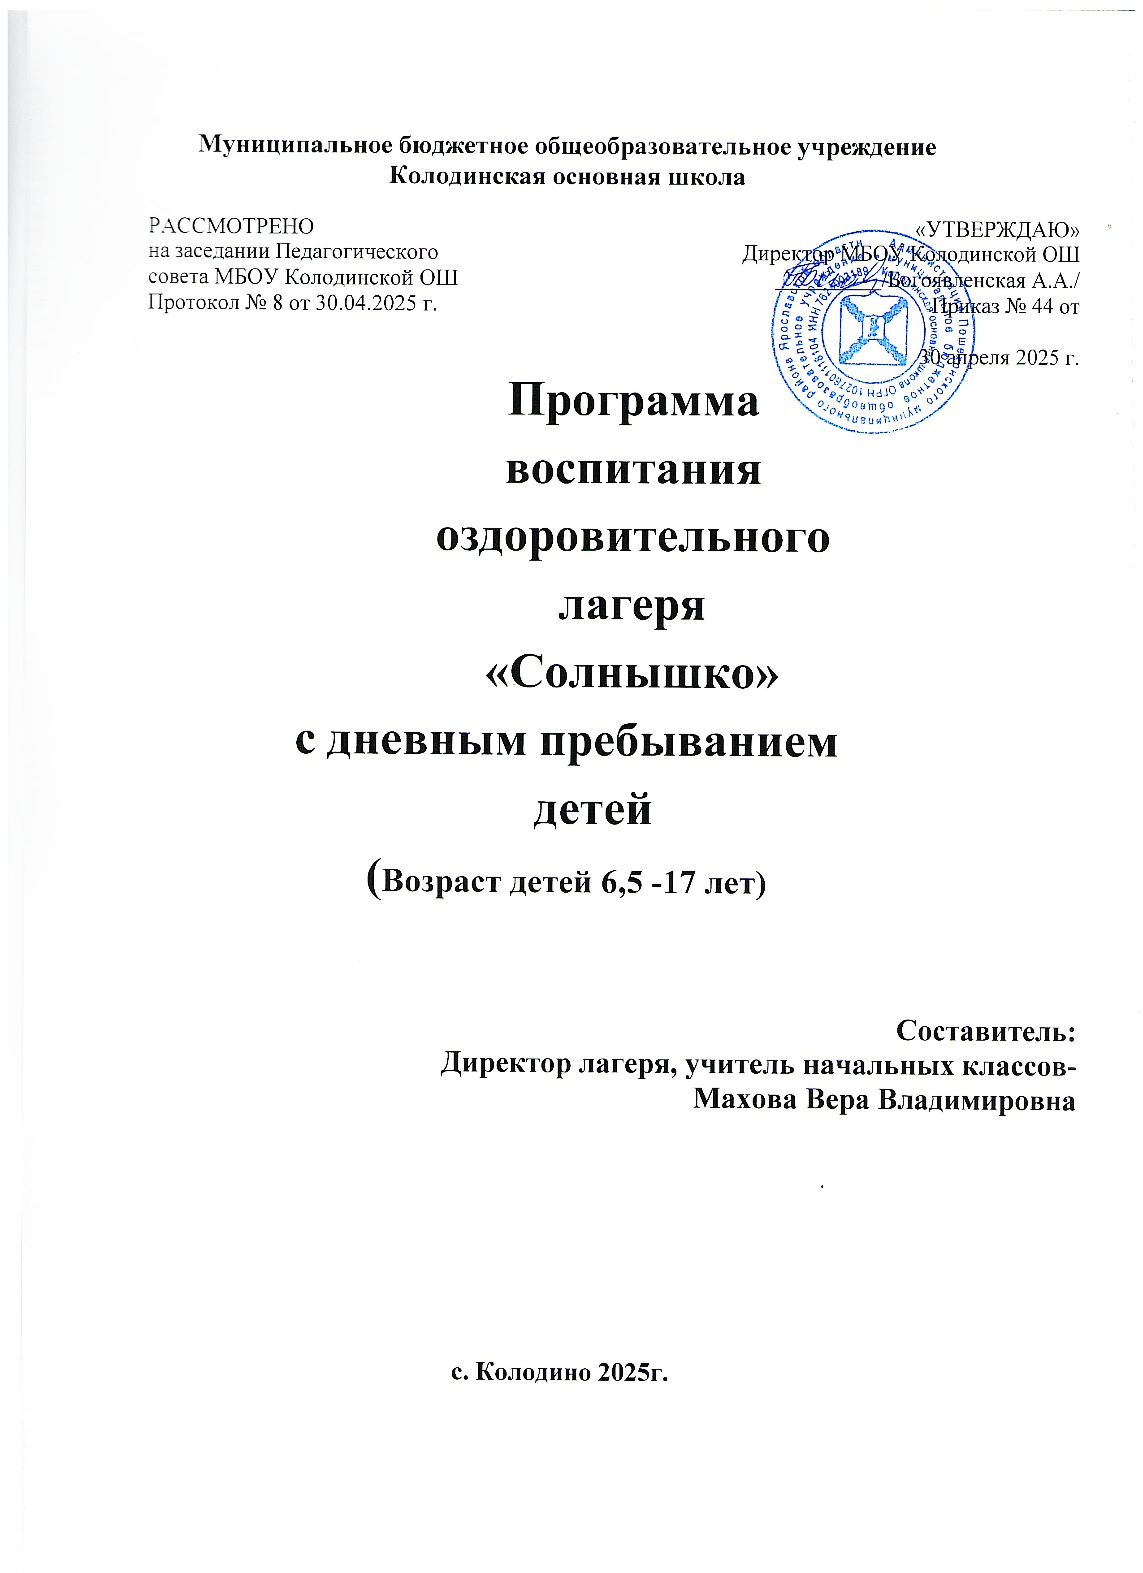 Муниципальное бюджетное общеобразовательное учреждение
Колодинская основная школа
РАССМОТРЕНО
на заседании Педагогического
совета МБОУ Колодинской ОШ
Протокол № 8 от 30.04.2025 г.
«УТВЕРЖДАЮ»
Директор МБОУ Колодинской ОШ
/Богоявленская А.А./
Приказ № 44 от
30 апреля 2025 г.
Программа
воспитания
оздоровительного
лагеря
«Солнышко»
с дневным пребыванием
детей
(Возраст детей 6,5 -17 лет)
Составитель:
Директор лагеря, учитель начальных классов-
Махова Вера Владимировна
с. Колодино 2025г.